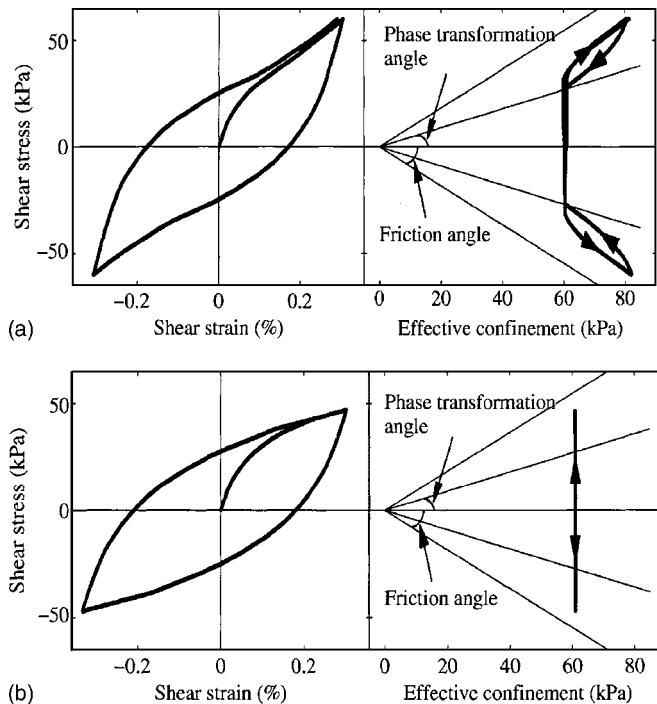 50
0
−50
Shear stress (kPa)
−0.2
0
0.2
Shear strain (%)
Phase transformation
angle
Friction angle
0
20
40
60
80
Effective confinement (kPa)
(a)
50
0
−50
Shear stress (kPa)
−0.2
0
0.2
Shear strain (%)
Phase transformation
angle
Friction angle
0
20
40
60
80
Effective confinement (kPa)
(b)